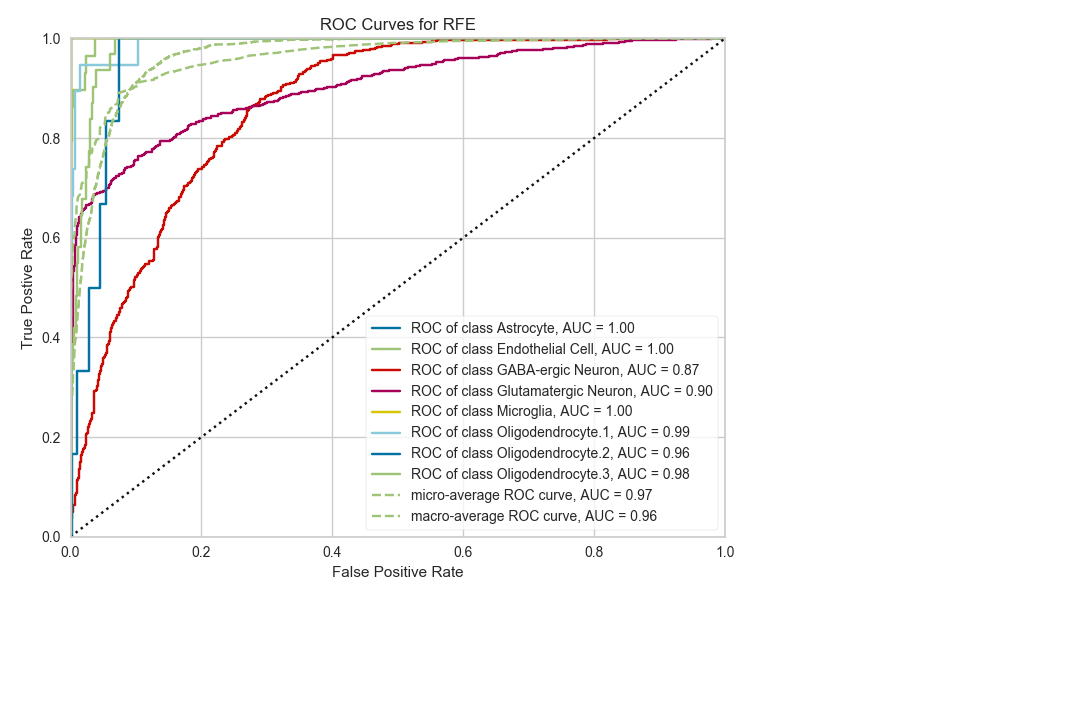 ROC Curves for RFE
True Postive Rate
1.0
0.8
0.6
0.4
0.2
0.0
ROC of class Astrocyte, AUC = 1.00
ROC of class Endothelial Cell, AUC = 1.00
ROC of class GABA-ergic Neuron, AUC = 0.87
ROC of class Glutamatergic Neuron, AUC = 0.90
ROC of class Microglia, AUC = 1.00
ROC of class Oligodendrocyte.1, AUC = 0.99
ROC of class Oligodendrocyte.2, AUC = 0.96
ROC of class Oligodendrocyte.3, AUC = 0.98
micro-average ROC curve, AUC = 0.97
macro-average ROC curve, AUC = 0.96
0.0 0.2 0.4 0.6 0.8 1.0
False Positive Rate